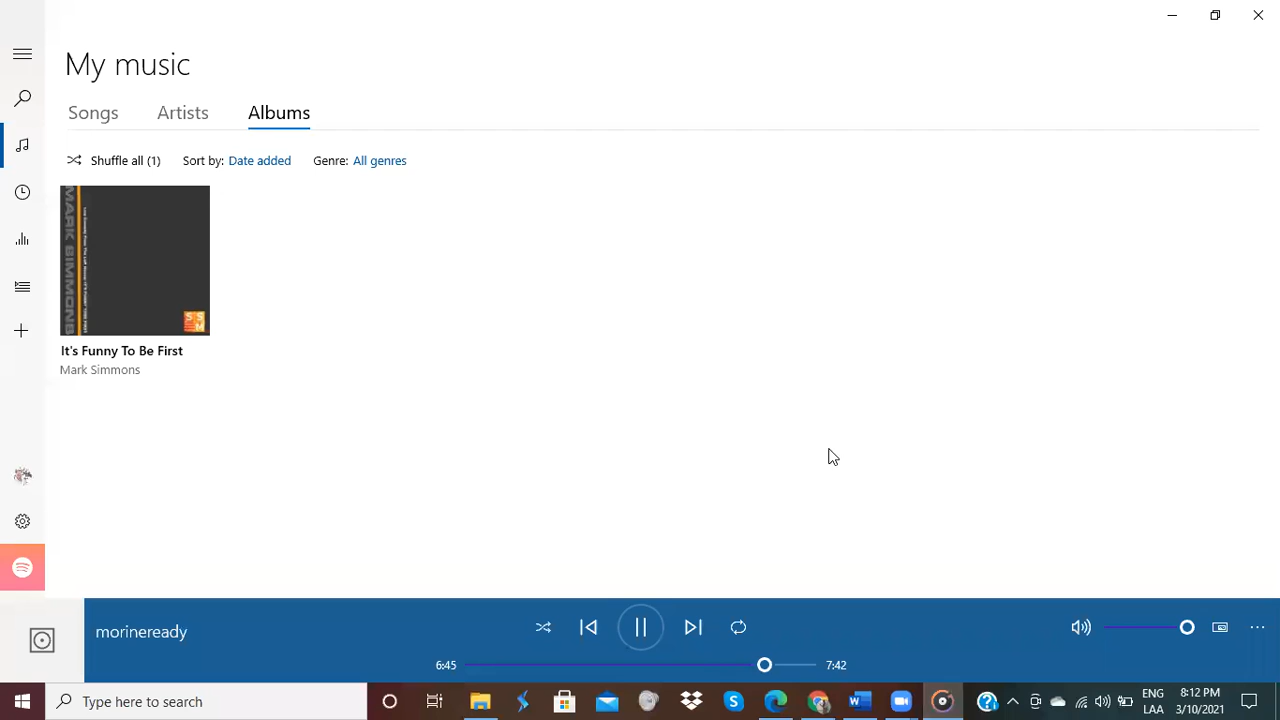 My music
Songs Artists Albums
Shuffle all (1) Sort by: Date added Genre: All genres
MARK SIMMONS
S S
M
It's Funny To Be First
Mark Simmons
morineready
6:45 7:42
Type here to search
ENG 8:12 PM
LAA 3/10/2021